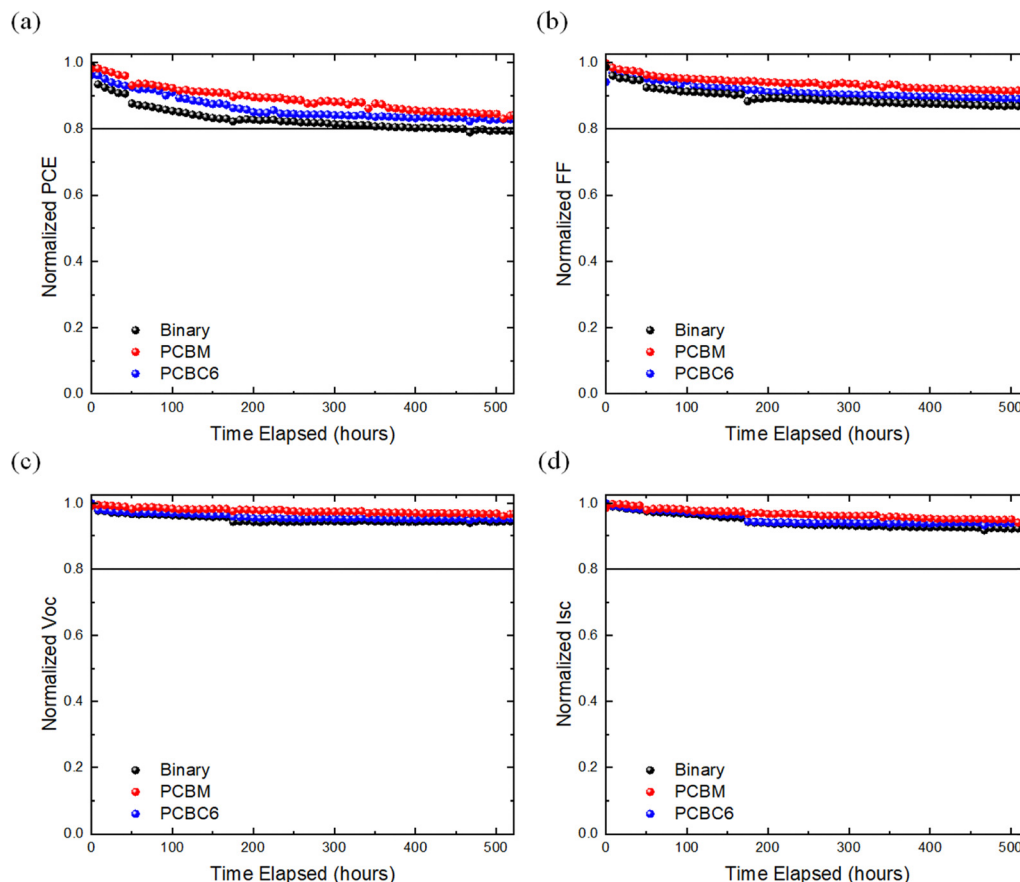 (a)
1.0
0.8
0.6
0.4
0.2
0.0
Normalized PCE
Binary
PCBM
PCBC6
0 100 200 300 400 500
Time Elapsed (hours)
(b)
1.0
0.8
0.6
0.4
0.2
0.0
Normalized FF
Binary
PCBM
PCBC6
0 100 200 300 400 500
Time Elapsed (hours)
(c)
1.0
0.8
0.6
0.4
0.2
0.0
Normalized Voc
Binary
PCBM
PCBC6
0 100 200 300 400 500
Time Elapsed (hours)
(d)
1.0
0.8
0.6
0.4
0.2
0.0
Normalized Isc
Binary
PCBM
PCBC6
0 100 200 300 400 500
Time Elapsed (hours)